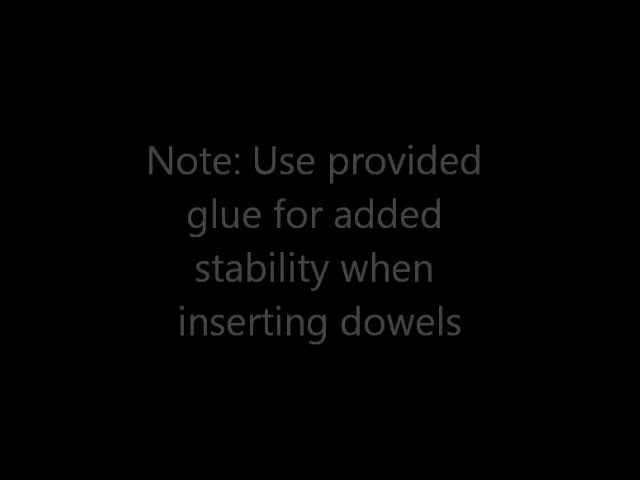 Note: Use provided
glue for added
stability when
inserting dowels